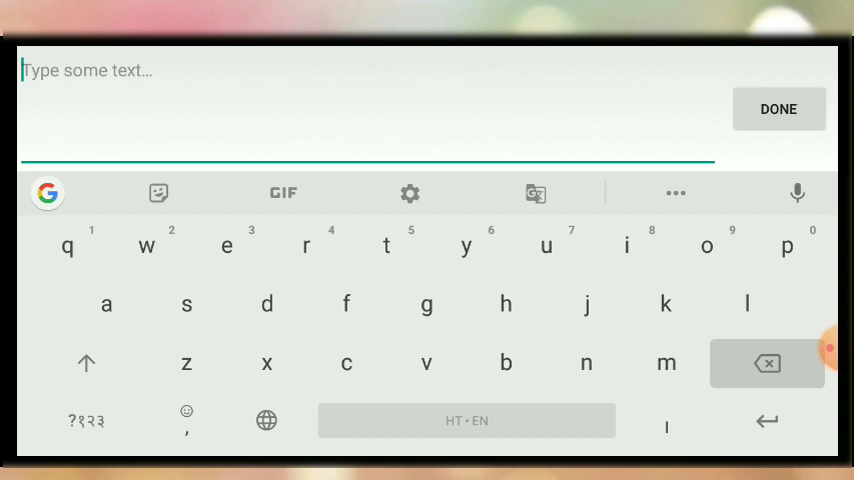 Type some text...
DONE
G GIF
q 1 w 2 e 3 r 4 t 5 y 6 u 7 i 8 o 9 p 0
a s d f g h j k l
z x c v b n m
?१२३ , HT • EN ।